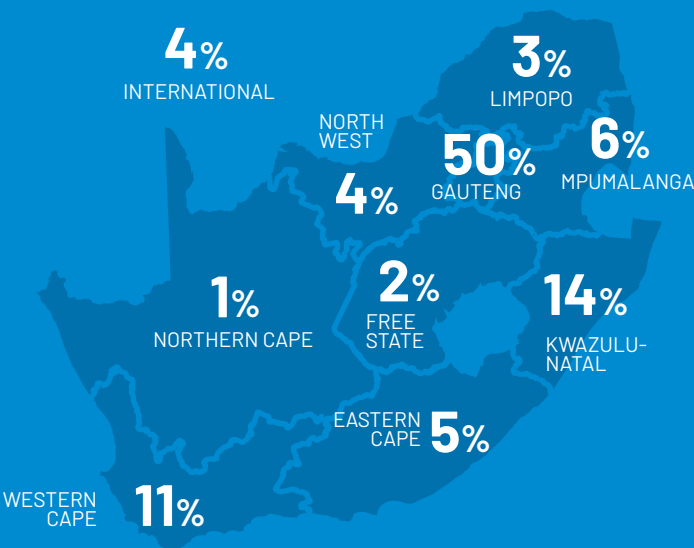 4%
INTERNATIONAL
3%
LIMPOPO
NORTH
WEST
4%
50%
GAUTENG
6%
MPUMALANGA
1%
NORTHERN CAPE
2%
FREE
STATE
14%
KWAZULU-
NATAL
EASTERN
CAPE
5%
WESTERN
CAPE
11%